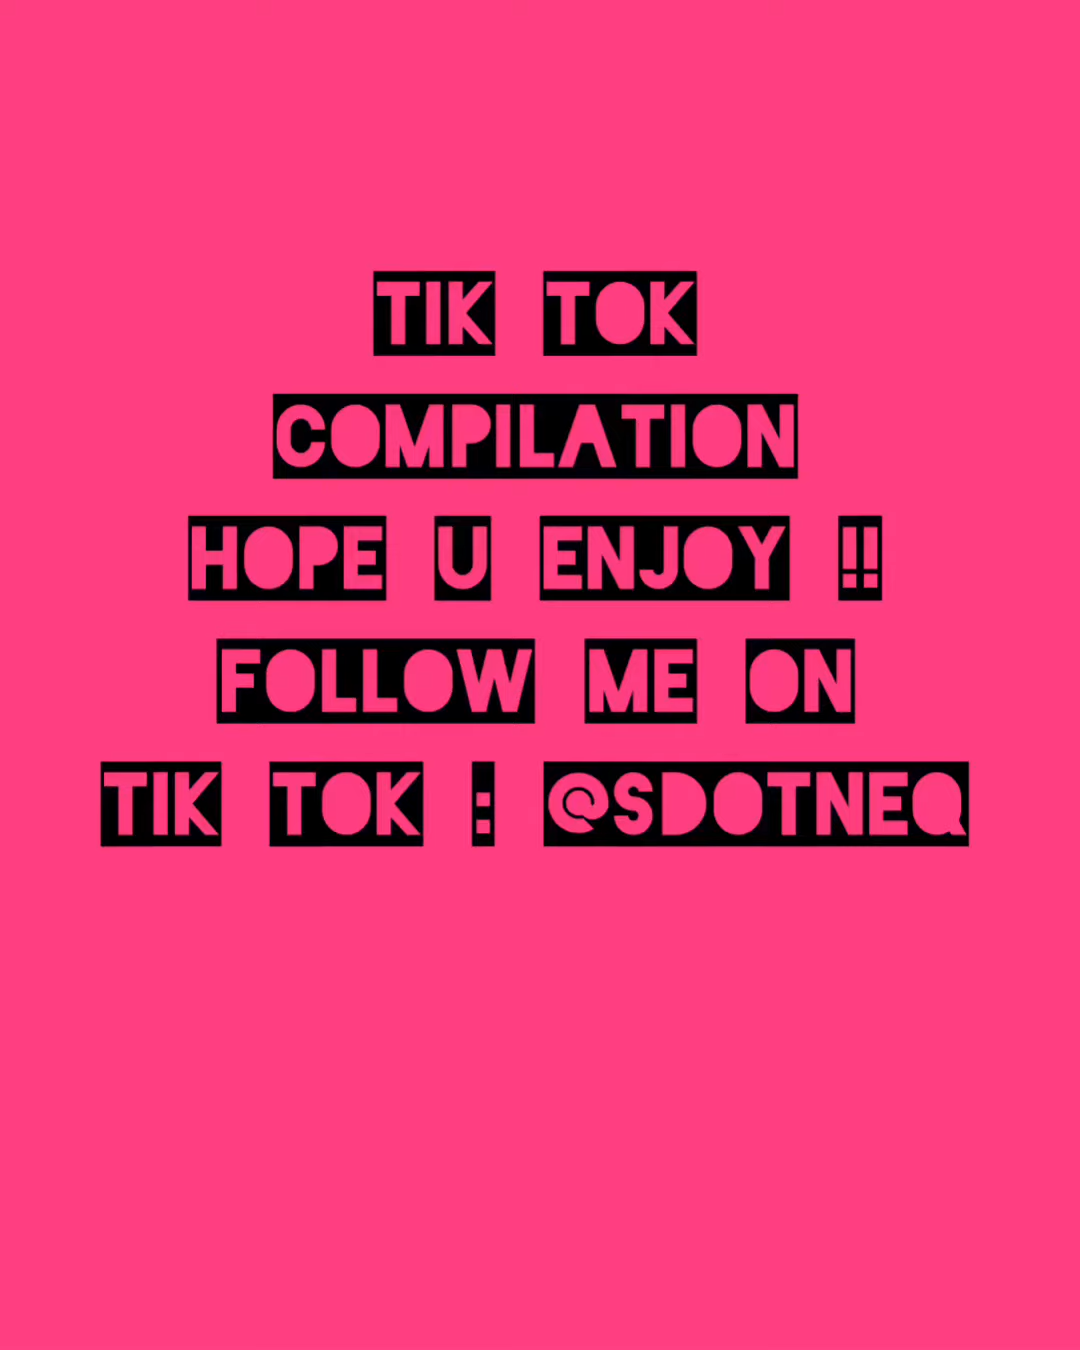 TIK TOK
COMPILATION
HOPE U ENJOY !!
FOLLOW ME ON
TIK TOK : @SDOTNEQ